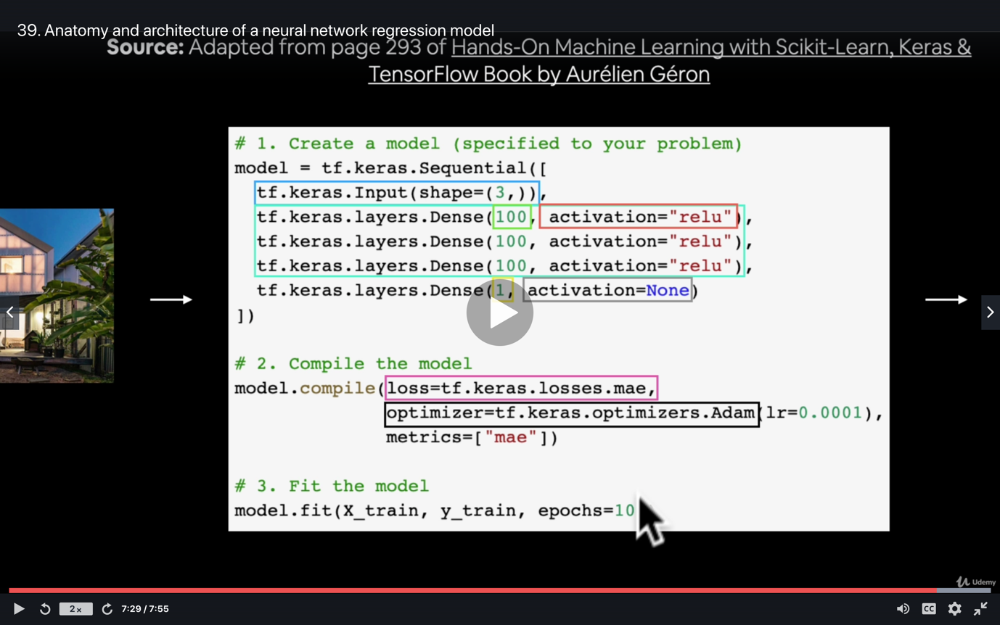 39. Anatomy and architecture of a neural network regression model
Source: Adapted from page 293 of Hands-On Machine Learning with Scikit-Learn, Keras &
TensorFlow Book by Aurélien Géron
# 1. Create a model (specified to your problem)
model = tf.keras.Sequential([
  tf.keras.Input(shape=(3,)),
  tf.keras.layers.Dense(100, activation="relu"),
  tf.keras.layers.Dense(100, activation="relu"),
  tf.keras.layers.Dense(100, activation="relu"),
  tf.keras.layers.Dense(1, activation=None)
])
# 2. Compile the model
model.compile(loss=tf.keras.losses.mae,
              optimizer=tf.keras.optimizers.Adam(lr=0.0001),
              metrics=["mae"])
# 3. Fit the model
model.fit(X_train, y_train, epochs=10
Udemy
2x
7:29 / 7:55
CC